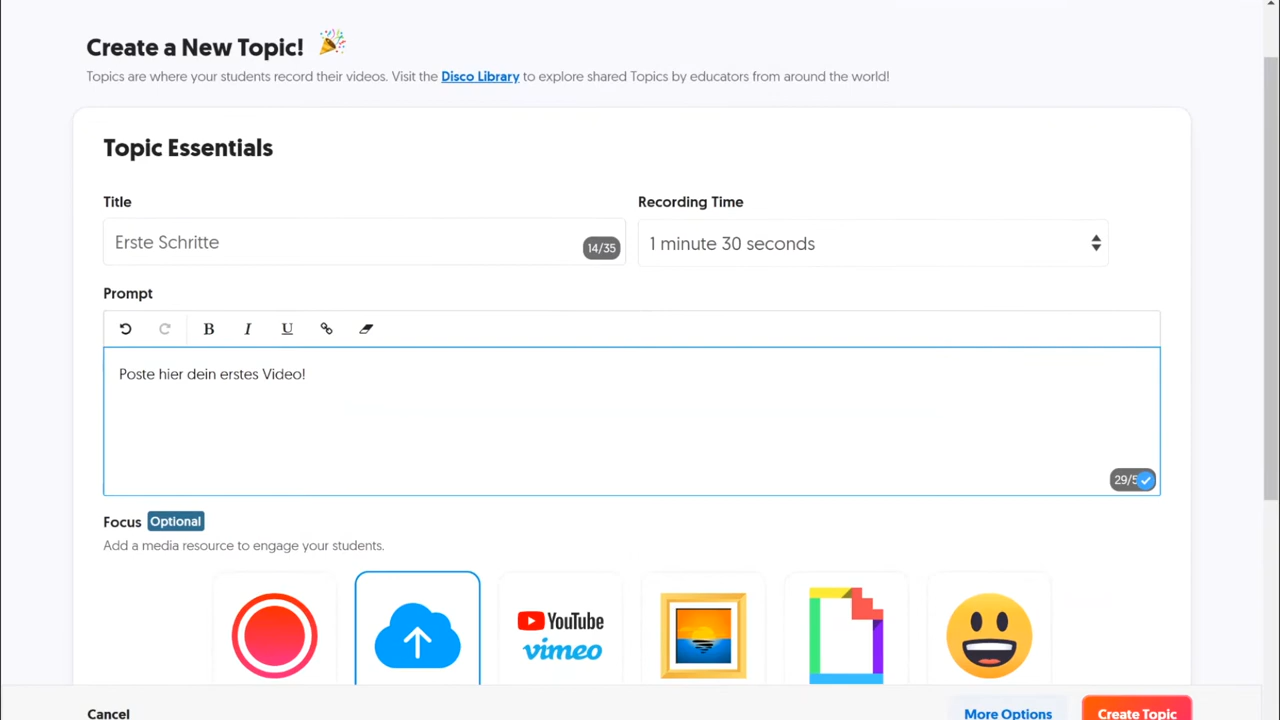 Create a New Topic!
Topics are where your students record their videos. Visit the Disco Library to explore shared Topics by educators from around the world!
Topic Essentials
Title
Recording Time
Erste Schritte
14/35
1 minute 30 seconds
Prompt
B I U
Poste hier dein erstes Video!
29/5
Focus Optional
Add a media resource to engage your students.
YouTube
vimeo
Cancel
More Options
Create Topic